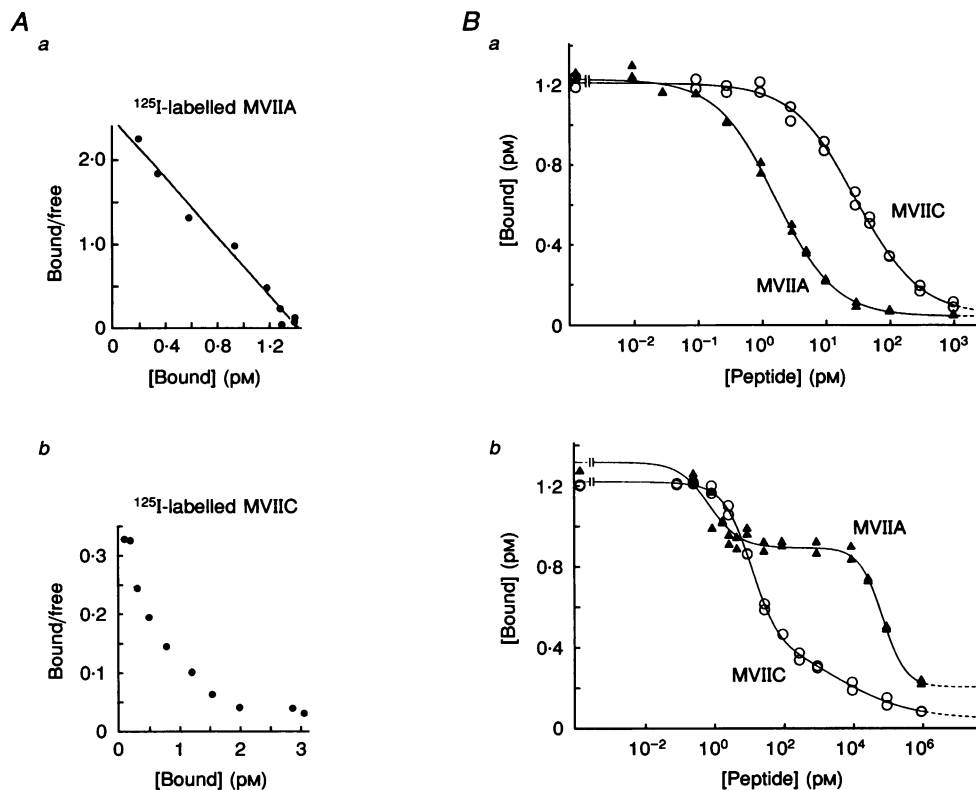 A
a
¹²⁵I-labelled MVIIA
Bound/free
2·0
1·0
0
0 0·4 0·8 1·2
[Bound] (pM)
b
¹²⁵I-labelled MVIIC
Bound/free
0·3
0·2
0·1
0
0 1 2 3
[Bound] (pM)
B
a
[Bound] (pM)
1·2
0·8
0·4
0
MVIIC
MVIIA
10⁻² 10⁻¹ 10⁰ 10¹ 10² 10³
[Peptide] (pM)
b
[Bound] (pM)
1·2
0·8
0·4
0
MVIIA
MVIIC
10⁻² 10⁰ 10² 10⁴ 10⁶
[Peptide] (pM)